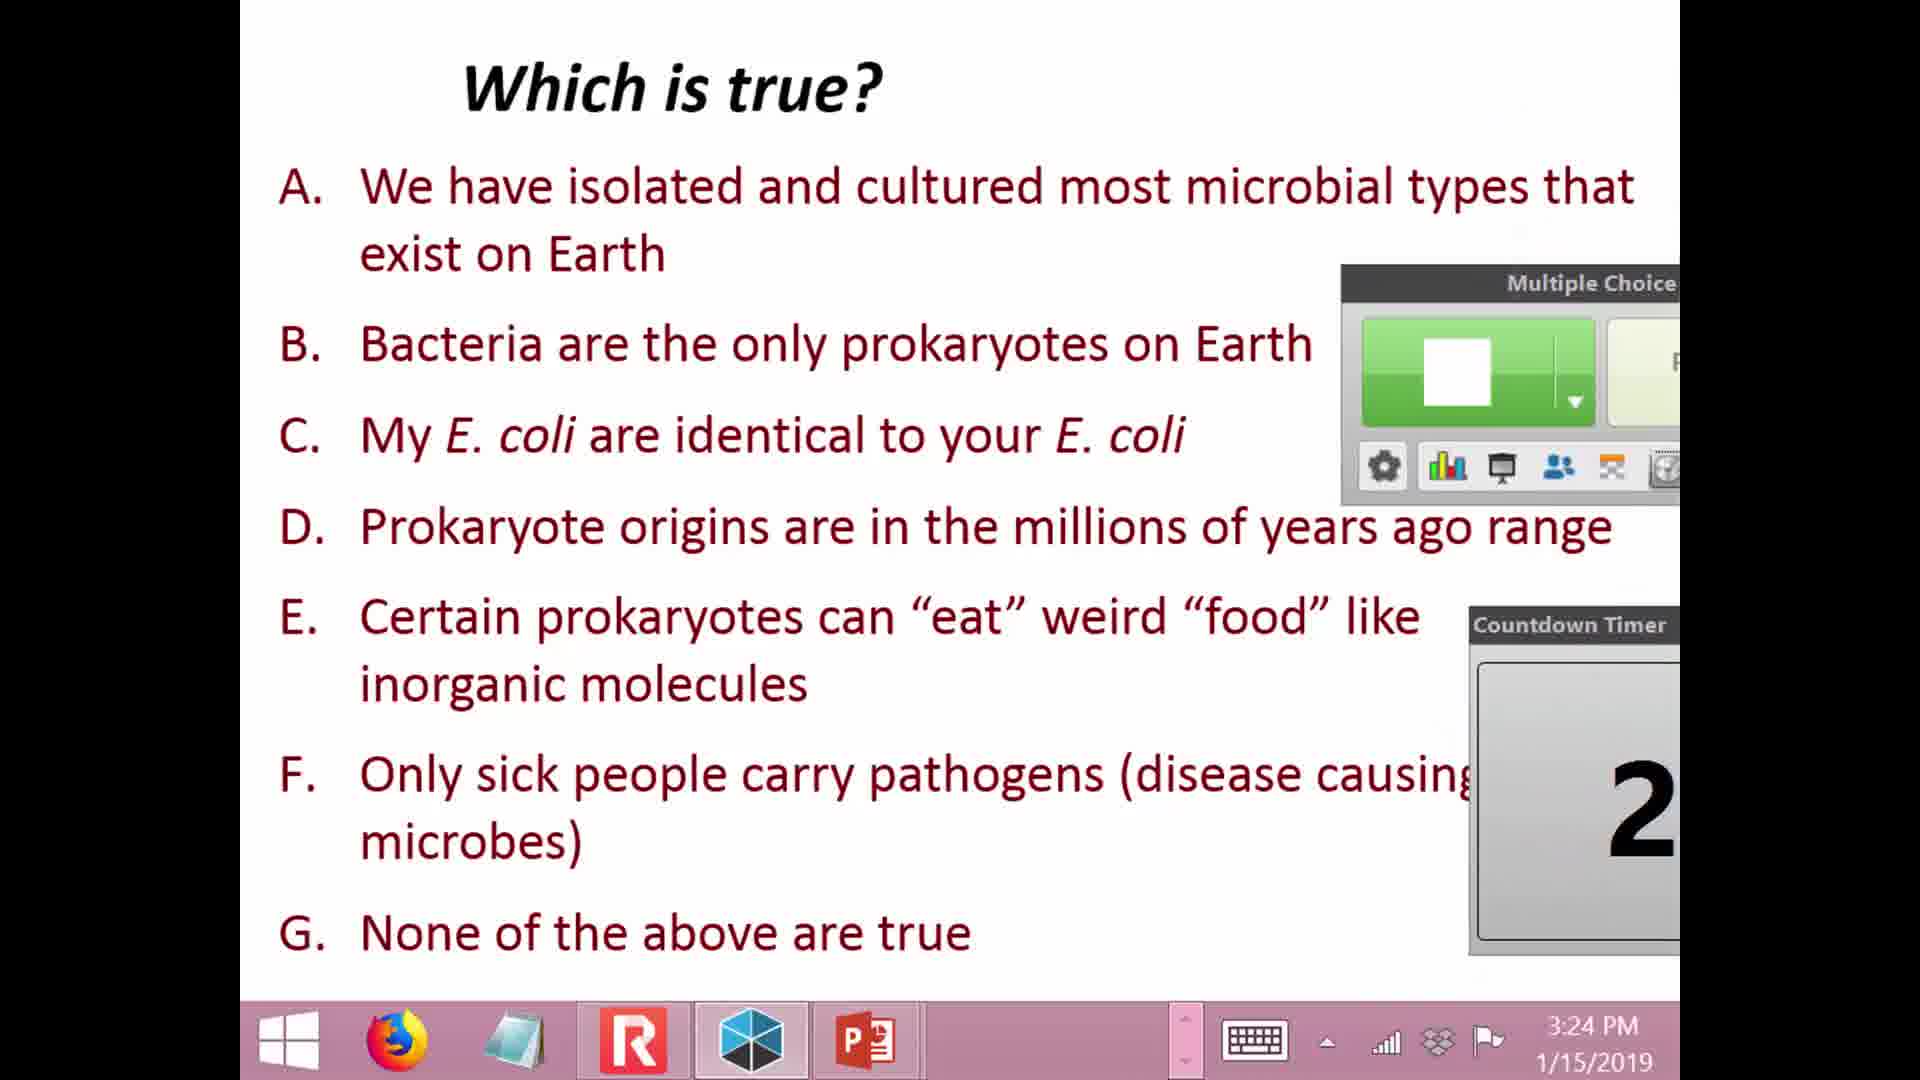 Which is true?
A. We have isolated and cultured most microbial types that
exist on Earth
Multiple Choice
B. Bacteria are the only prokaryotes on Earth
C. My E. coli are identical to your E. coli
D. Prokaryote origins are in the millions of years ago range
E. Certain prokaryotes can “eat” weird “food” like
inorganic molecules
Countdown Timer
2
F. Only sick people carry pathogens (disease causing
microbes)
G. None of the above are true
3:24 PM
1/15/2019